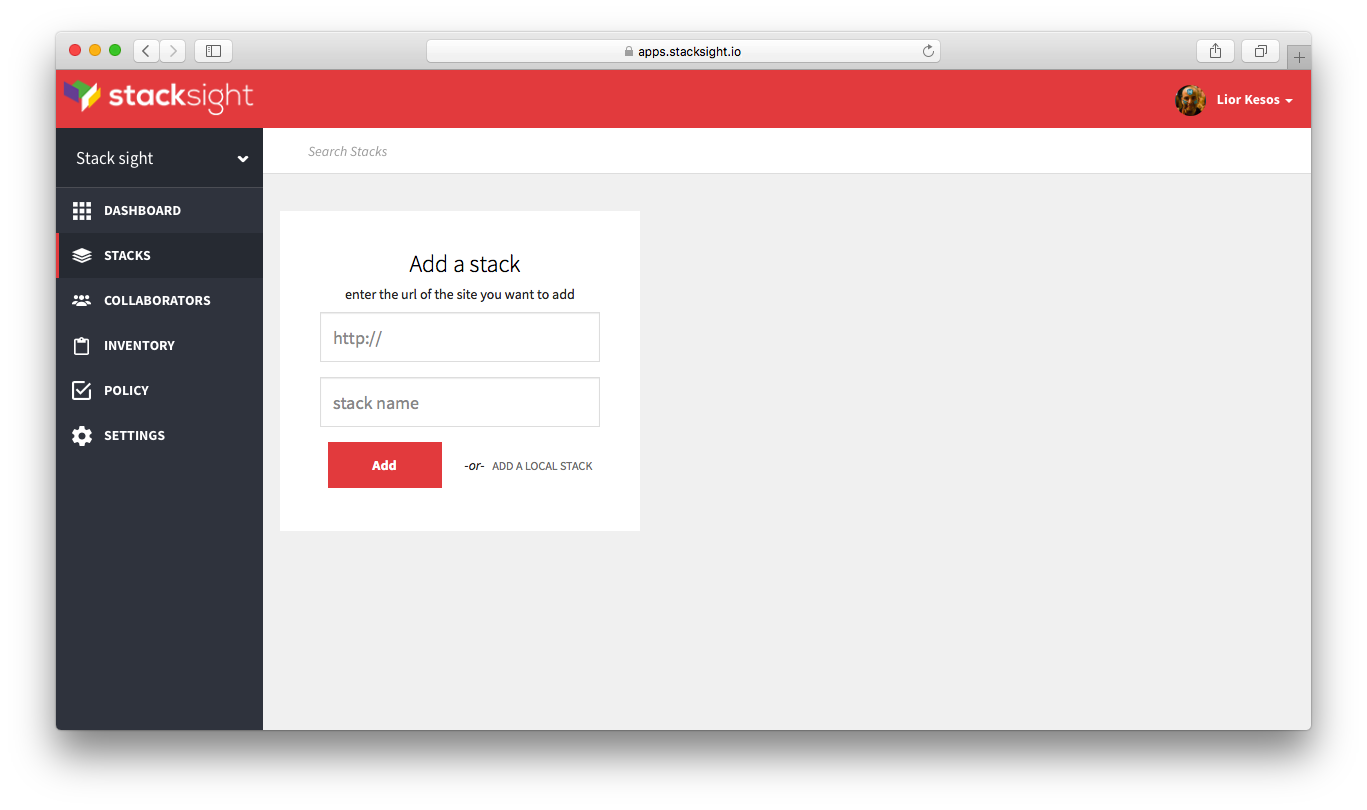 apps.stacksight.io
stacksight
Lior Kesos
Stack sight
Search Stacks
DASHBOARD
STACKS
COLLABORATORS
INVENTORY
POLICY
SETTINGS
Add a stack
enter the url of the site you want to add
http://
stack name
Add
-or- ADD A LOCAL STACK